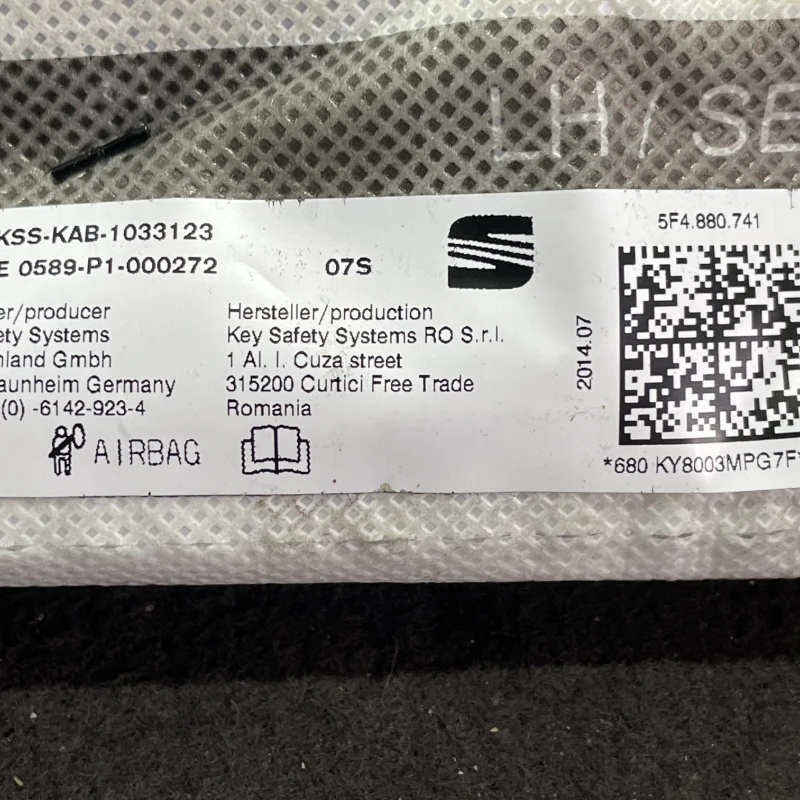 LH / SE
KSS-KAB-1033123
E 0589-P1-000272
07S
er/producer
ety Systems
nland Gmbh
aunheim Germany
(0) -6142-923-4
AIRBAG
Hersteller/production
Key Safety Systems RO S.r.l.
1 Al. I. Cuza street
315200 Curtici Free Trade
Romania
2014.07
5F4.880.741
*680 KY8003MPG7F*